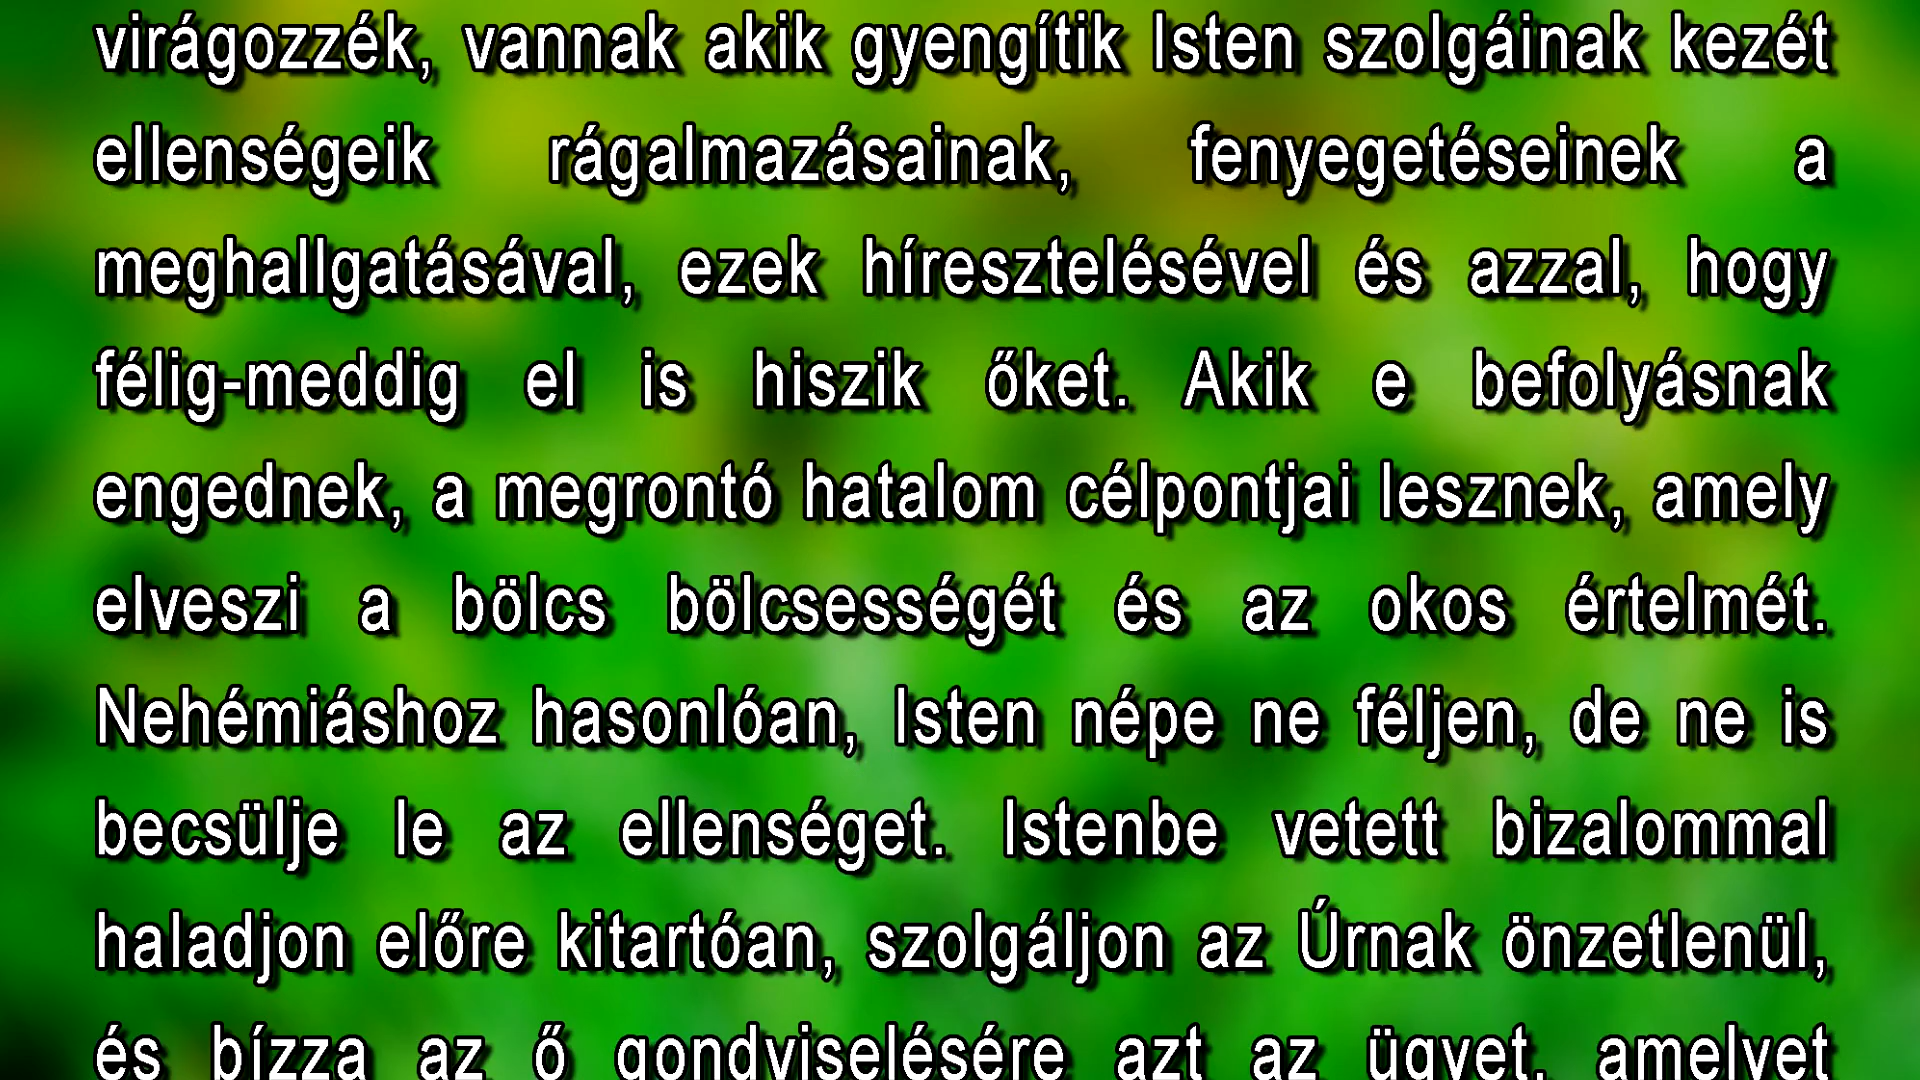 virágozzék, vannak akik gyengítik Isten szolgáinak kezét
ellenségeik rágalmazásainak, fenyegetéseinek a
meghallgatásával, ezek híresztelésével és azzal, hogy
félig-meddig el is hiszik őket. Akik e befolyásnak
engednek, a megrontó hatalom célpontjai lesznek, amely
elveszi a bölcs bölcsességét és az okos értelmét.
Nehémiáshoz hasonlóan, Isten népe ne féljen, de ne is
becsülje le az ellenséget. Istenbe vetett bizalommal
haladjon előre kitartóan, szolgáljon az Úrnak önzetlenül,
és bízza az ő gondviselésére azt az ügyet, amelyet